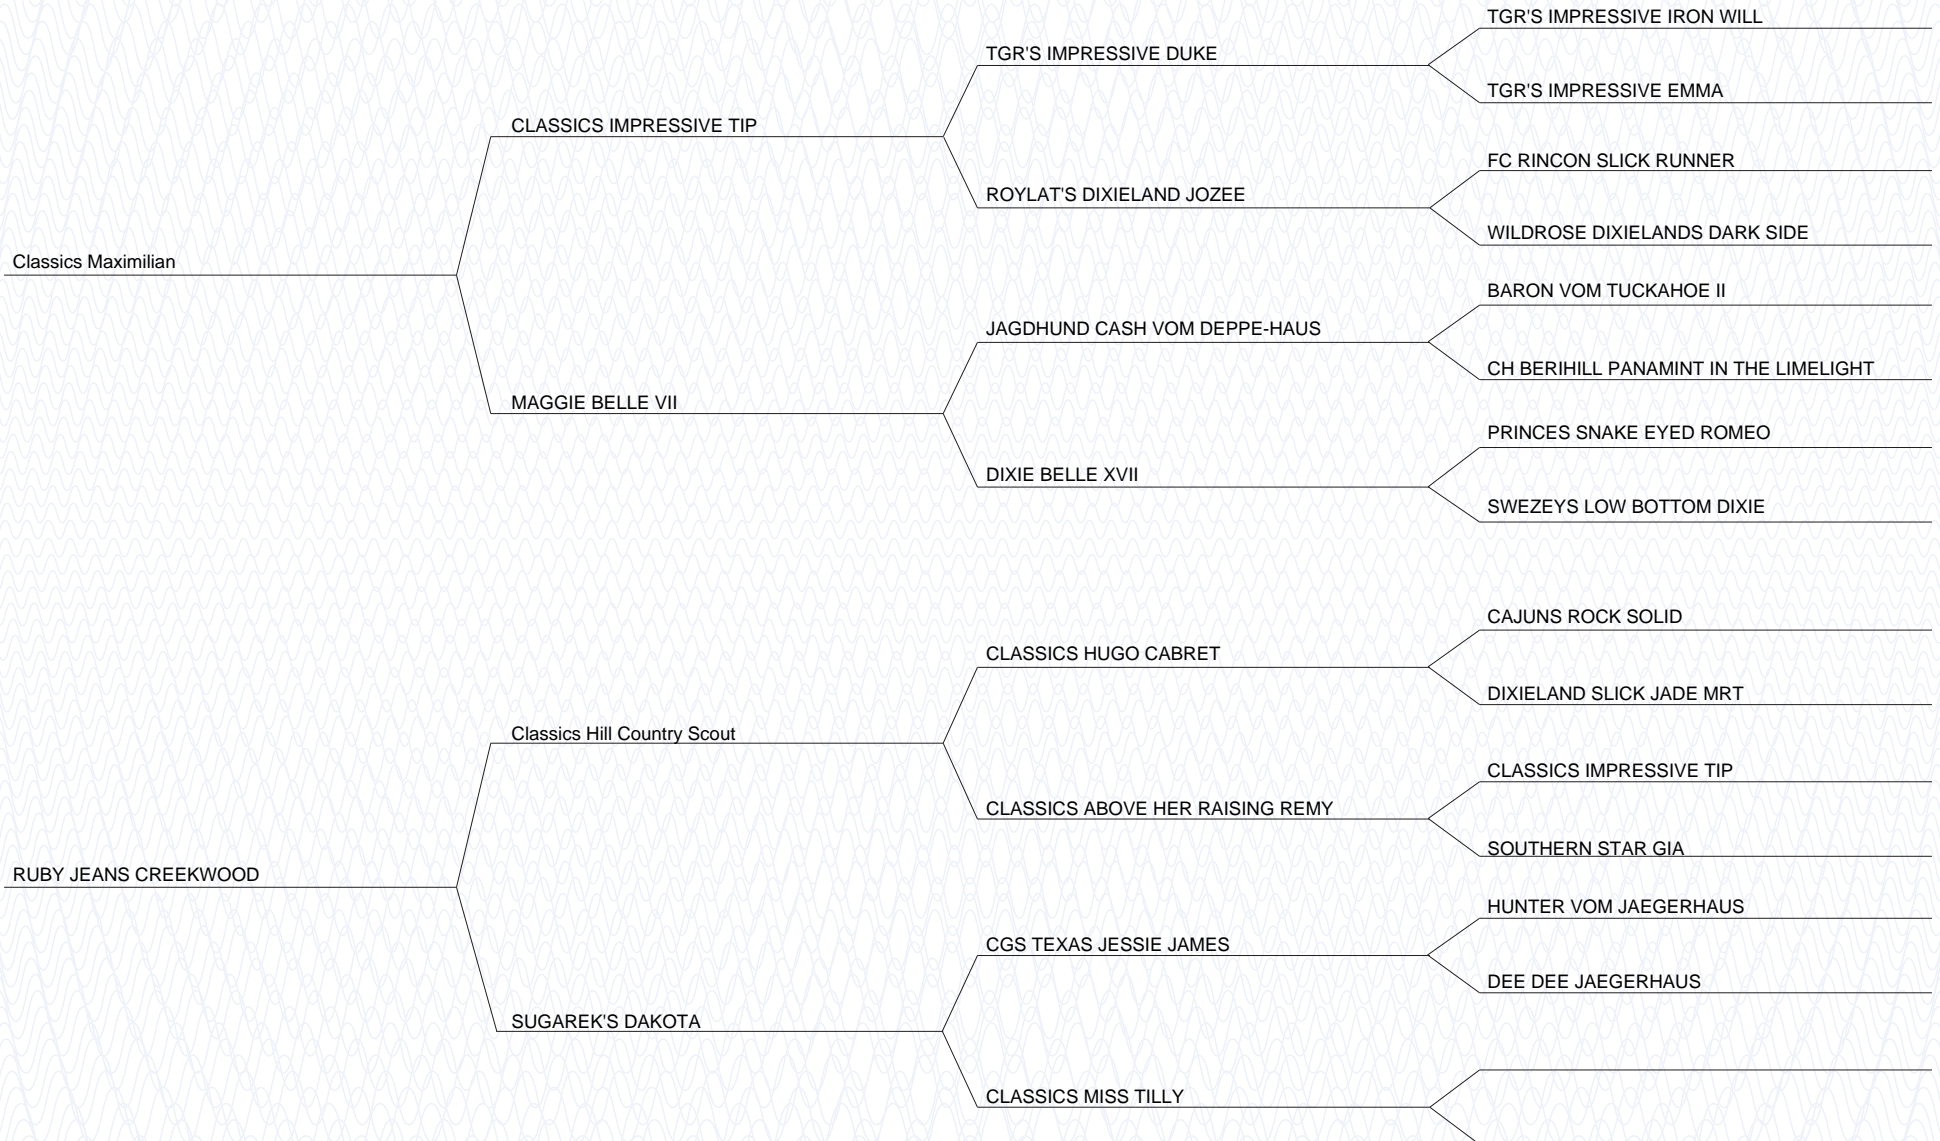 TGR'S IMPRESSIVE IRON WILL
TGR'S IMPRESSIVE DUKE
TGR'S IMPRESSIVE EMMA
CLASSICS IMPRESSIVE TIP
FC RINCON SLICK RUNNER
ROYLAT'S DIXIELAND JOZEE
WILDROSE DIXIELANDS DARK SIDE
Classics Maximilian
BARON VOM TUCKAHOE II
JAGDHUND CASH VOM DEPPE-HAUS
CH BERIHILL PANAMINT IN THE LIMELIGHT
MAGGIE BELLE VII
PRINCES SNAKE EYED ROMEO
DIXIE BELLE XVII
SWEZEYS LOW BOTTOM DIXIE
CAJUNS ROCK SOLID
CLASSICS HUGO CABRET
DIXIELAND SLICK JADE MRT
Classics Hill Country Scout
CLASSICS IMPRESSIVE TIP
CLASSICS ABOVE HER RAISING REMY
SOUTHERN STAR GIA
RUBY JEANS CREEKWOOD
HUNTER VOM JAEGERHAUS
CGS TEXAS JESSIE JAMES
DEE DEE JAEGERHAUS
SUGAREK'S DAKOTA
CLASSICS MISS TILLY